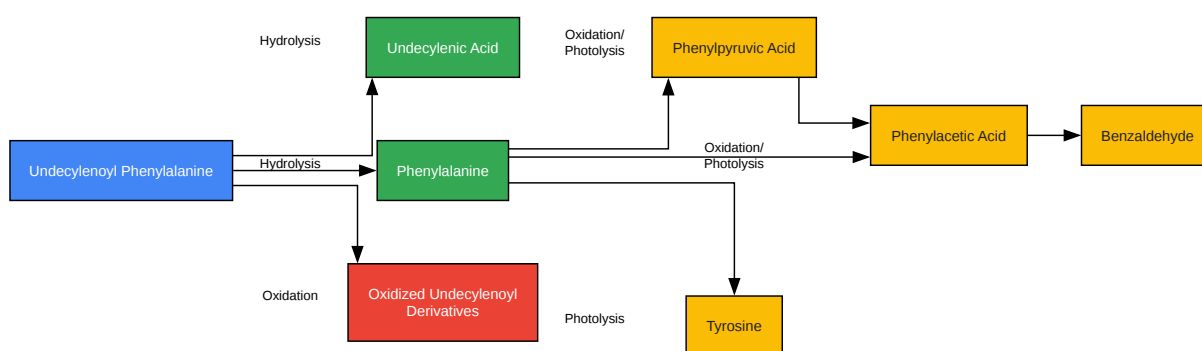 Hydrolysis
Undecylenic Acid
Oxidation/
Photolysis
Phenylpyruvic Acid
Phenylacetic Acid
Benzaldehyde
Undecylenoyl Phenylalanine
Hydrolysis
Phenylalanine
Oxidation/
Photolysis
Oxidation
Oxidized Undecylenoyl
Derivatives
Photolysis
Tyrosine